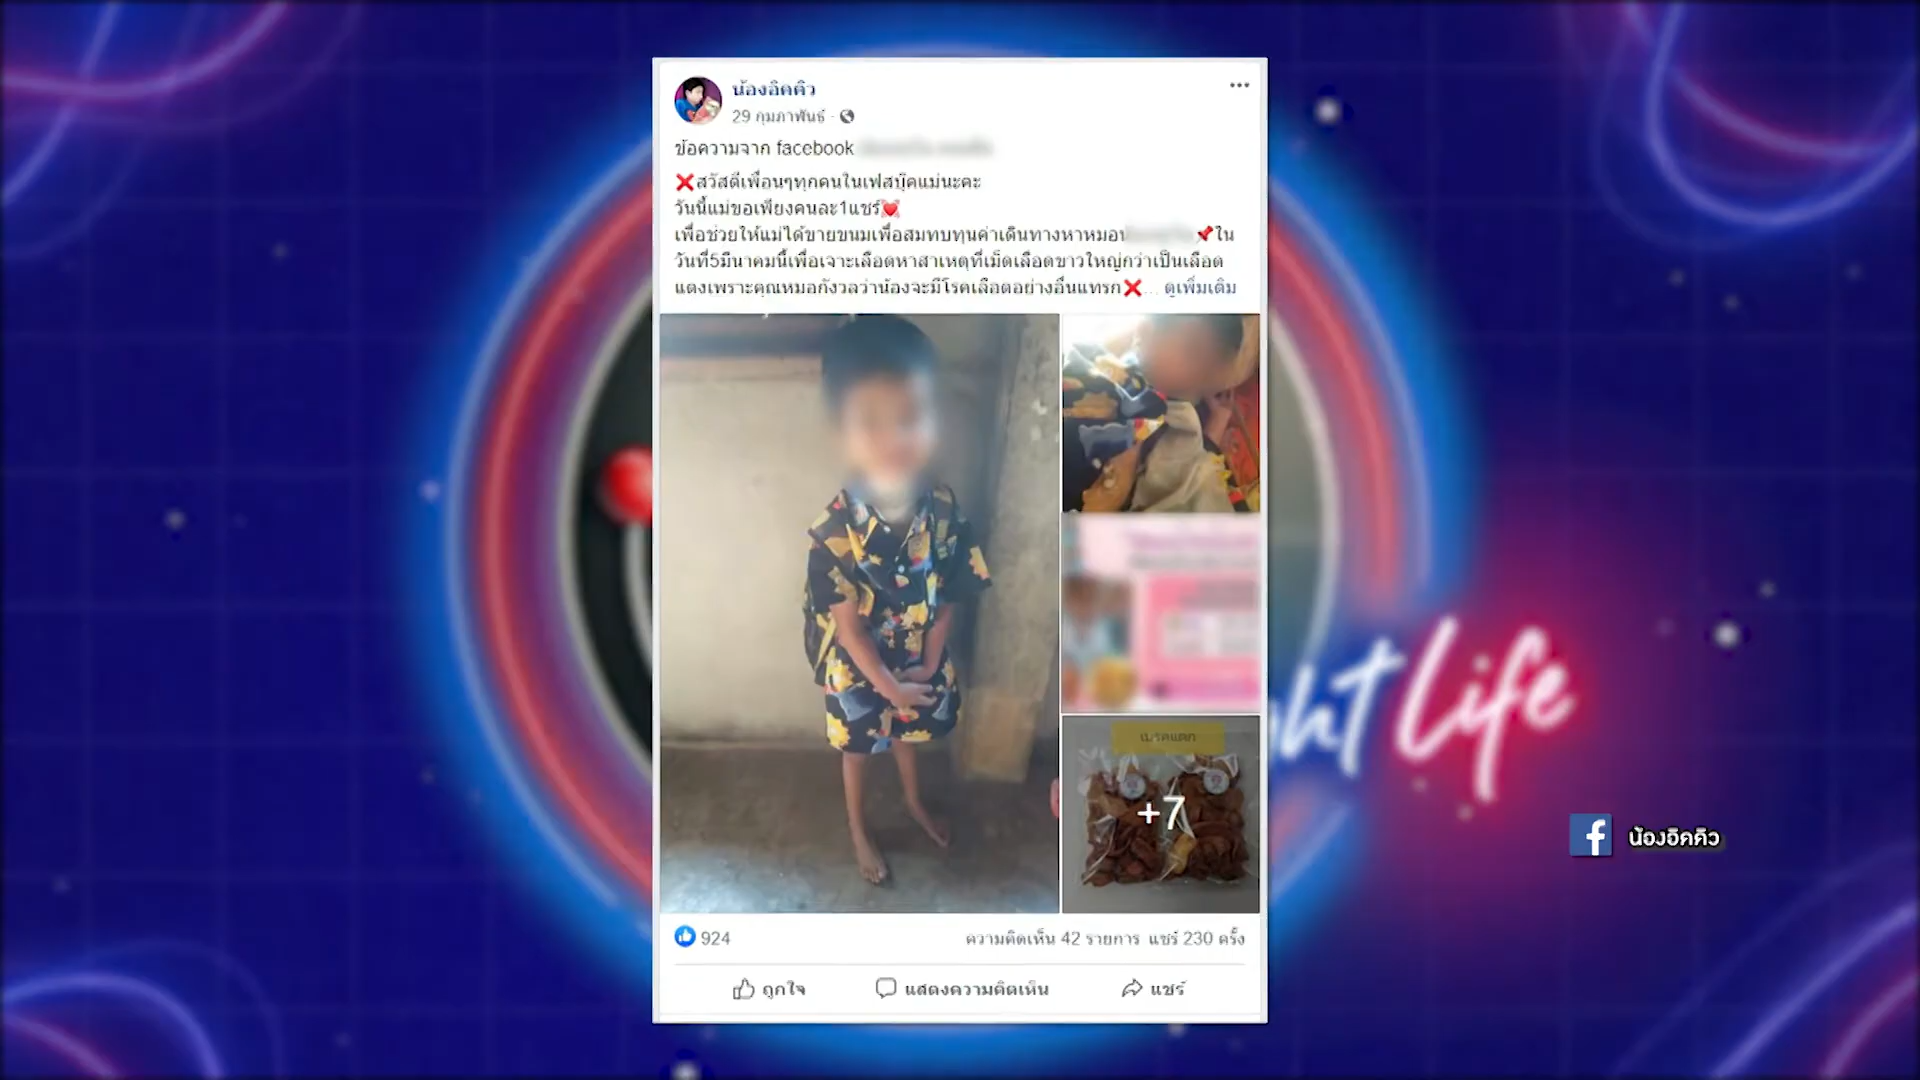 น้องอิคคิว
29 กุมภาพันธ์ ·
ข้อความจาก facebook
❌สวัสดีเพื่อนๆทุกคนในเฟสบุ๊คแม่นะคะ
วันนี้แม่ขอเพียงคนละ1แชร์💓
เพื่อช่วยให้แม่ได้ขายขนมเพื่อสมทบทุนค่าเดินทางหาหมอ 📌ใน
วันที่5มีนาคมนี้เพื่อเจาะเลือดหาสาเหตุที่เม็ดเลือดขาวใหญ่กว่าเป็นเลือด
แดงเพราะคุณหมอกังวลว่าน้องจะมีโรคเลือดอย่างอื่นแทรก❌... ดูเพิ่มเติม
เบรคแตก
+7
ght Life
น้องอิคคิว
924
ความคิดเห็น 42 รายการ แชร์ 230 ครั้ง
ถูกใจ
แสดงความคิดเห็น
แชร์